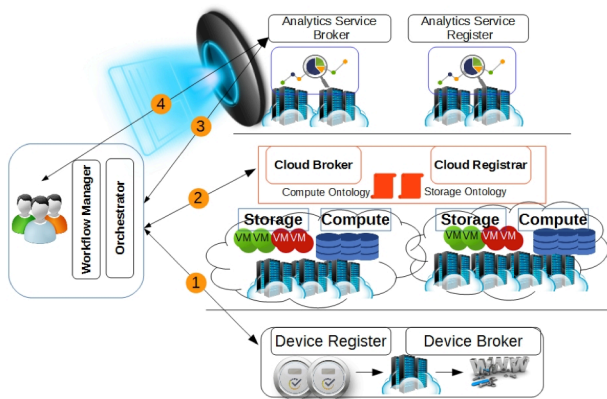 Analytics Service
Broker
Analytics Service
Register
4
3
Cloud Broker
Cloud Registrar
Compute Ontology
Storage Ontology
2
Workflow Manager
Orchestrator
Storage
Compute
VM VM VM VM
Storage
Compute
VM VM VM VM
1
Device Register
Device Broker
WWW